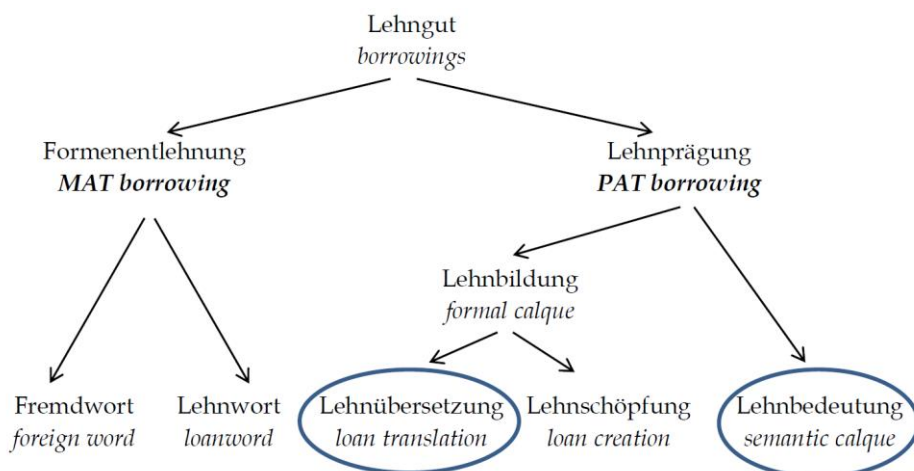 Lehngut
borrowings
Formenentlehnung
MAT borrowing
Lehnprägung
PAT borrowing
Lehnbildung
formal calque
Fremdwort
foreign word
Lehnwort
loanword
Lehnübersetzung
loan translation
Lehnschöpfung
loan creation
Lehnbedeutung
semantic calque